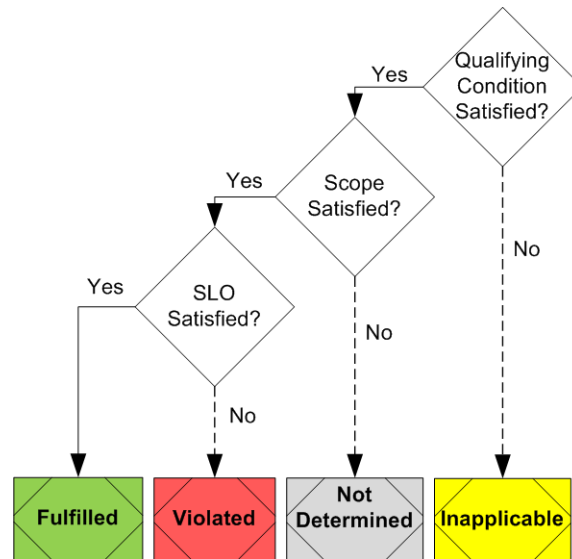 Qualifying
Condition
Satisfied?
Yes
Scope
Satisfied?
Yes
No
SLO
Satisfied?
Yes
No
No
Fulfilled
Violated
Not
Determined
Inapplicable